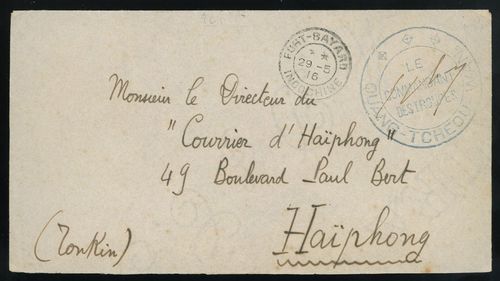 FORT-BAYARD
29-5
16
INDOCHINE
LE
COMMANDANT
DES TROUPES
QUANG-TCHEOU
Monsieur le Directeur du
"Courrier d'Haïphong"
49 Boulevard Paul Bert
Haïphong
(Tonkin)